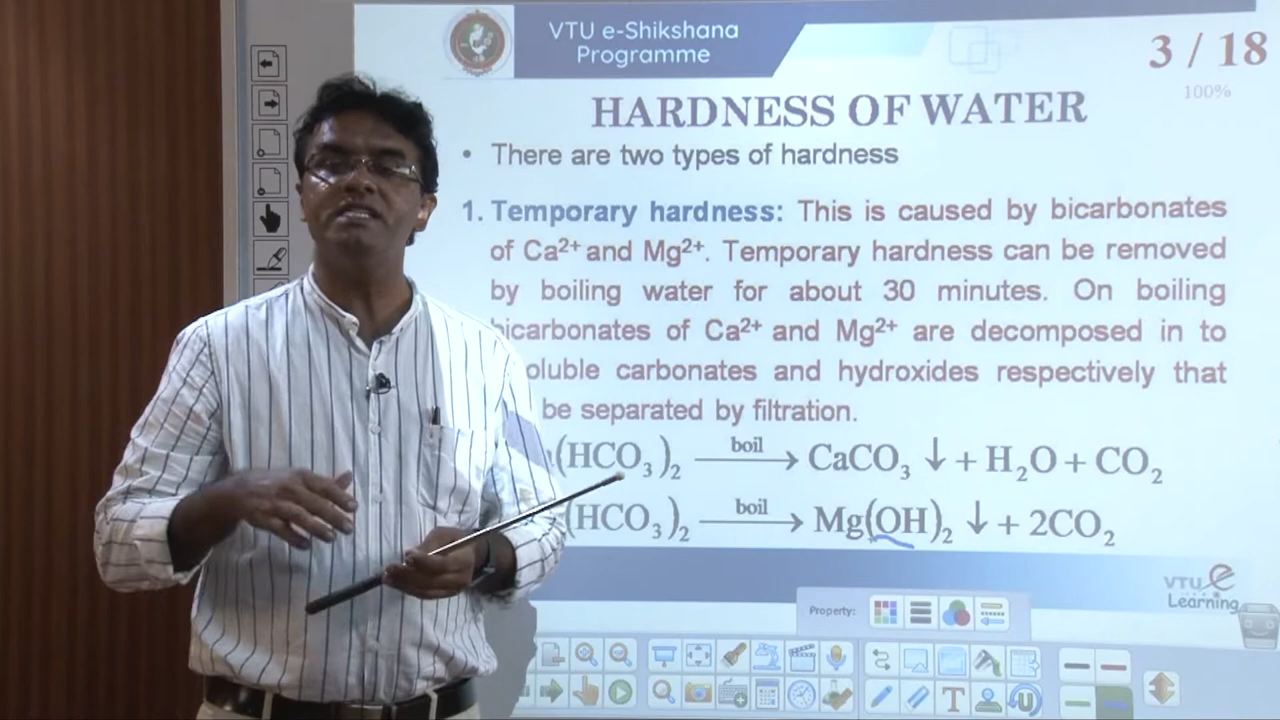 VTU e-Shikshana
Programme
3 / 18
100%
HARDNESS OF WATER
• There are two types of hardness
1. Temporary hardness: This is caused by bicarbonates
of Ca²⁺ and Mg²⁺. Temporary hardness can be removed
by boiling water for about 30 minutes. On boiling
bicarbonates of Ca²⁺ and Mg²⁺ are decomposed in to
oluble carbonates and hydroxides respectively that
be separated by filtration.
(HCO₃)₂ boil → CaCO₃ ↓ + H₂O + CO₂
(HCO₃)₂ boil → Mg(OH)₂ ↓ + 2CO₂
VTU e
Learning
Property:
T